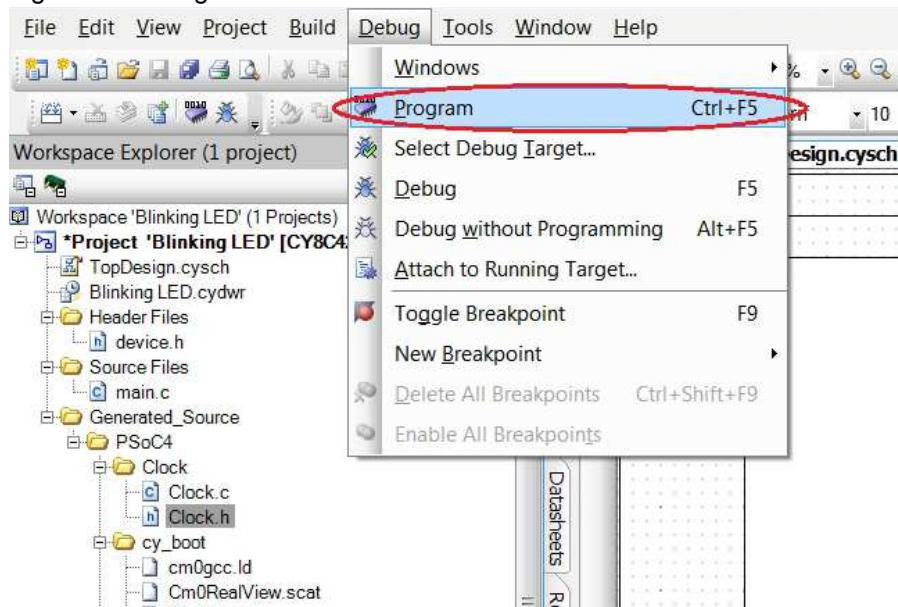 File Edit View Project Build Debug Tools Window Help
Windows
%
Program Ctrl+F5
10
Workspace Explorer (1 project)
Select Debug Target...
esign.cysch
Debug F5
Workspace 'Blinking LED' (1 Projects)
Debug without Programming Alt+F5
*Project 'Blinking LED' [CY8C42
TopDesign.cysch
Attach to Running Target...
Blinking LED.cydwr
Header Files
Toggle Breakpoint F9
device.h
Source Files
New Breakpoint
main.c
Delete All Breakpoints Ctrl+Shift+F9
Generated_Source
Enable All Breakpoints
PSoC4
Clock
Clock.c
Clock.h
Datasheets
cy_boot
cm0gcc.ld
Cm0RealView.scat